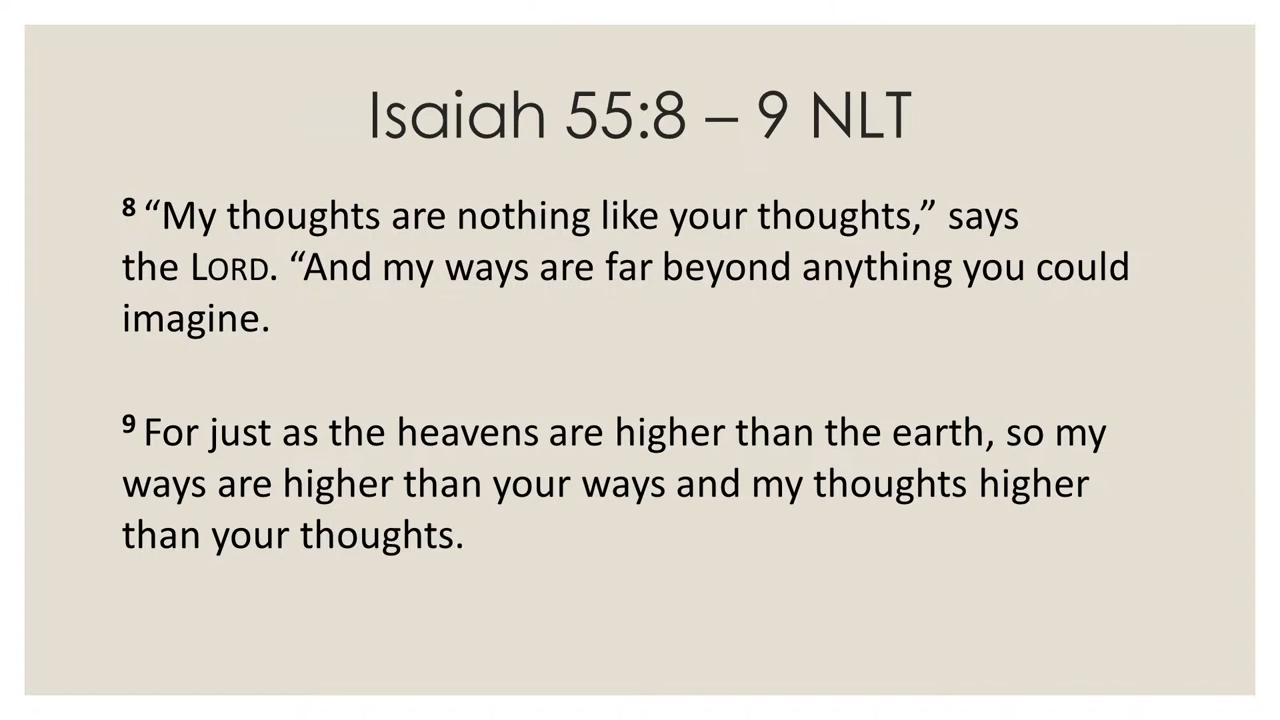 Isaiah 55:8 – 9 NLT
8 “My thoughts are nothing like your thoughts,” says
the LORD. “And my ways are far beyond anything you could
imagine.
9 For just as the heavens are higher than the earth, so my
ways are higher than your ways and my thoughts higher
than your thoughts.